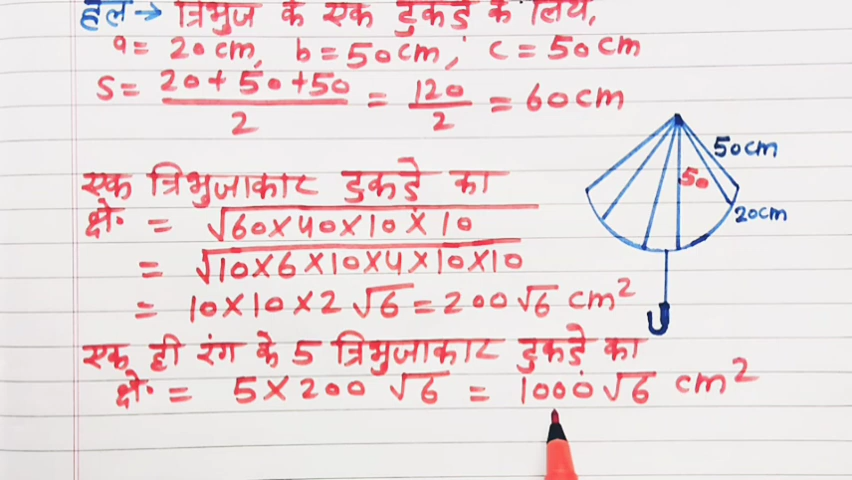 हल → त्रिभुज के एक टुकड़े के लिये,
a = 20 cm, b = 50 cm, c = 50 cm
S = 20 + 50 + 50 / 2 = 120 / 2 = 60 cm
एक त्रिभुजाकार टुकड़े का
क्षे॰ = √60×40×10×10
= √10×6×10×4×10×10
= 10×10×2√6 = 200√6 cm²
50cm
50
20cm
एक ही रंग के 5 त्रिभुजाकार टुकड़े का
क्षे॰ = 5×200 √6 = 1000√6 cm²